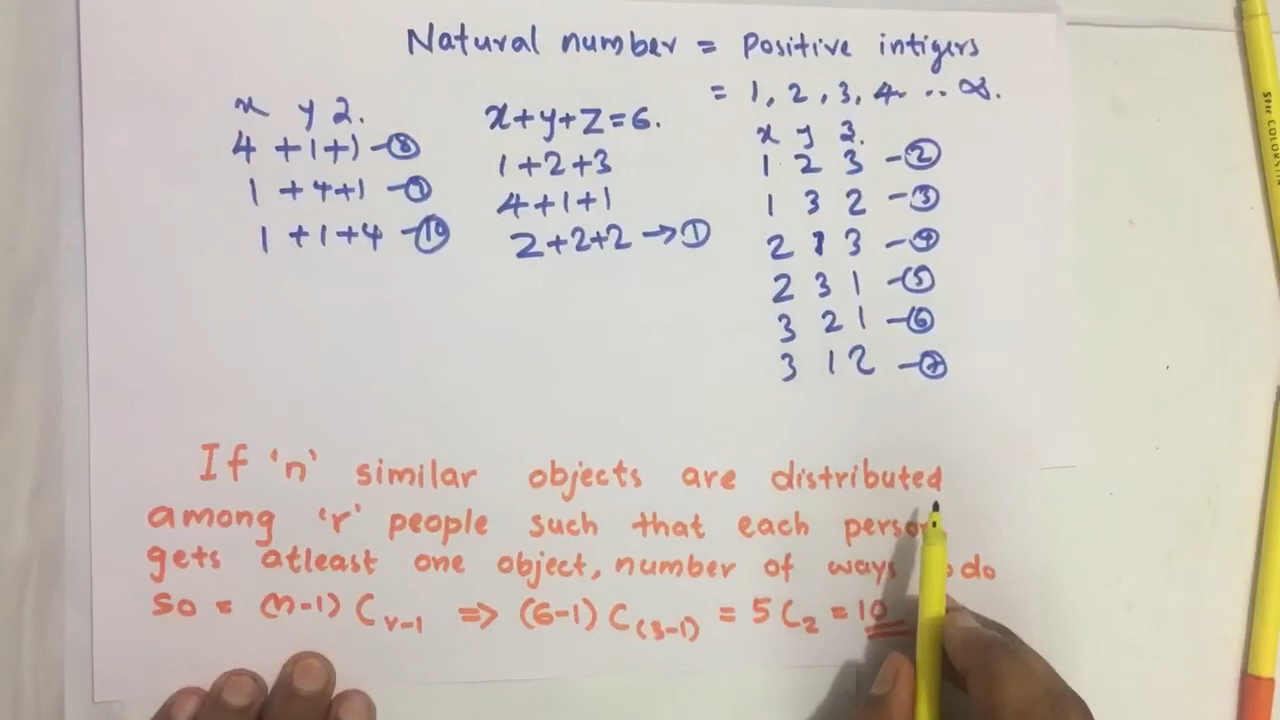 Natural number = Positive intigers
= 1, 2, 3, 4 .. ∞.
x y z.
4 +1+1 -⑧
1 + 4+1 -⑨
1 +1+4 -⑩
x+y+z=6.
1+2+3
4+1+1
2+2+2 →①
x y z.
1 2 3 -②
1 3 2 -③
2 1 3 -④
2 3 1 -⑤
3 2 1 -⑥
3 1 2 -⑦
If 'n' similar objects are distributed
among 'r' people such that each person
gets atleast one object, number of ways do
so = (n-1) C r-1 => (6-1) C (3-1) = 5 C 2 = 10